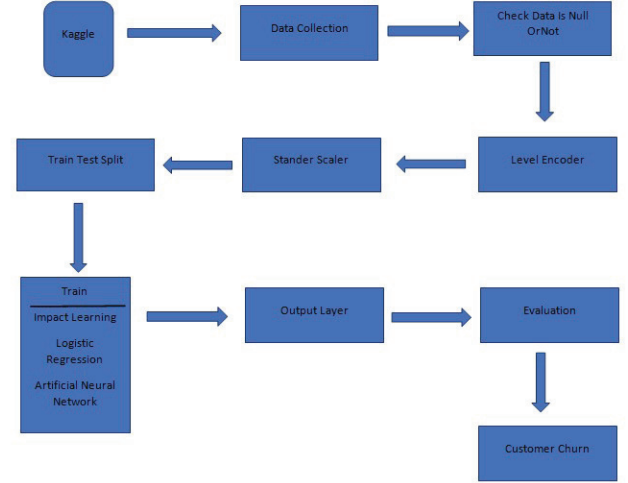 Kaggle
Data Collection
Check Data is Null
OrNot
Level Encoder
Stander Scaler
Train Test Split
Train
Impact Learning
Logistic
Regression
Artificial Neural
Network
Output Layer
Evaluation
Customer Churn